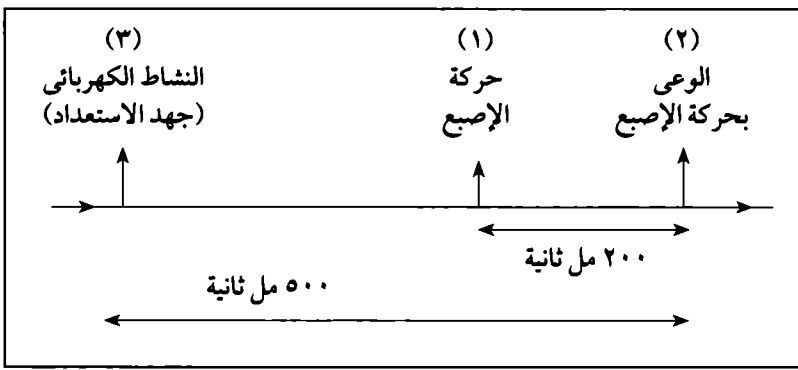 (٢)
الوعى
بحركة الإصبع
(١)
حركة
الإصبع
(٣)
النشاط الكهربائى
(جهد الاستعداد)
٢٠٠ مل ثانية
٥٠٠ مل ثانية